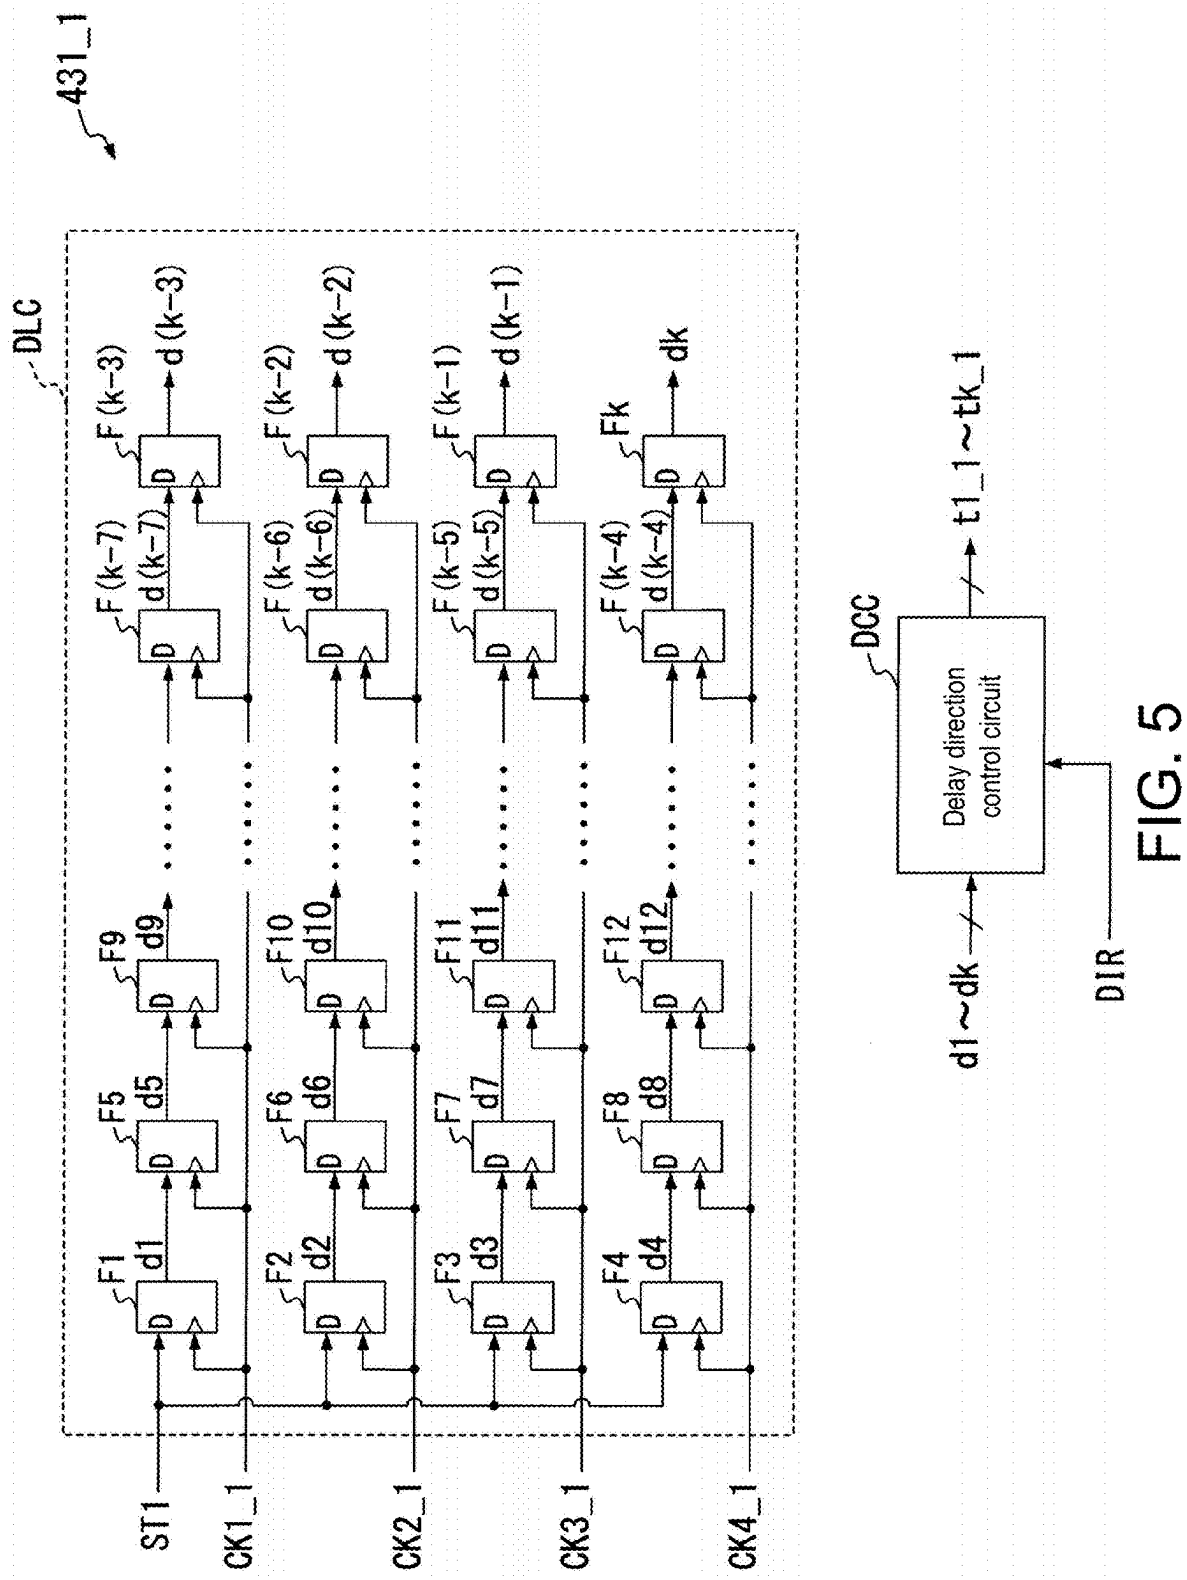 431_1
DLC
F1
F5
F9
F(k-7)
F(k-3)
ST1
D
d1
D
d5
D
d9
D
d(k-7)
D
d(k-3)
CK1_1
F2
F6
F10
F(k-6)
F(k-2)
D
d2
D
d6
D
d10
D
d(k-6)
D
d(k-2)
CK2_1
F3
F7
F11
F(k-5)
F(k-1)
D
d3
D
d7
D
d11
D
d(k-5)
D
d(k-1)
CK3_1
F4
F8
F12
F(k-4)
Fk
D
d4
D
d8
D
d12
D
d(k-4)
D
dk
CK4_1
DCC
d1~dk
Delay direction
control circuit
t1_1~tk_1
DIR
FIG. 5